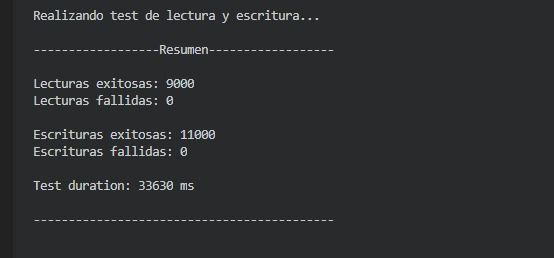 Realizando test de lectura y escritura...
------------------Resumen------------------
Lecturas exitosas: 9000
Lecturas fallidas: 0
Escrituras exitosas: 11000
Escrituras fallidas: 0
Test duration: 33630 ms
-------------------------------------------